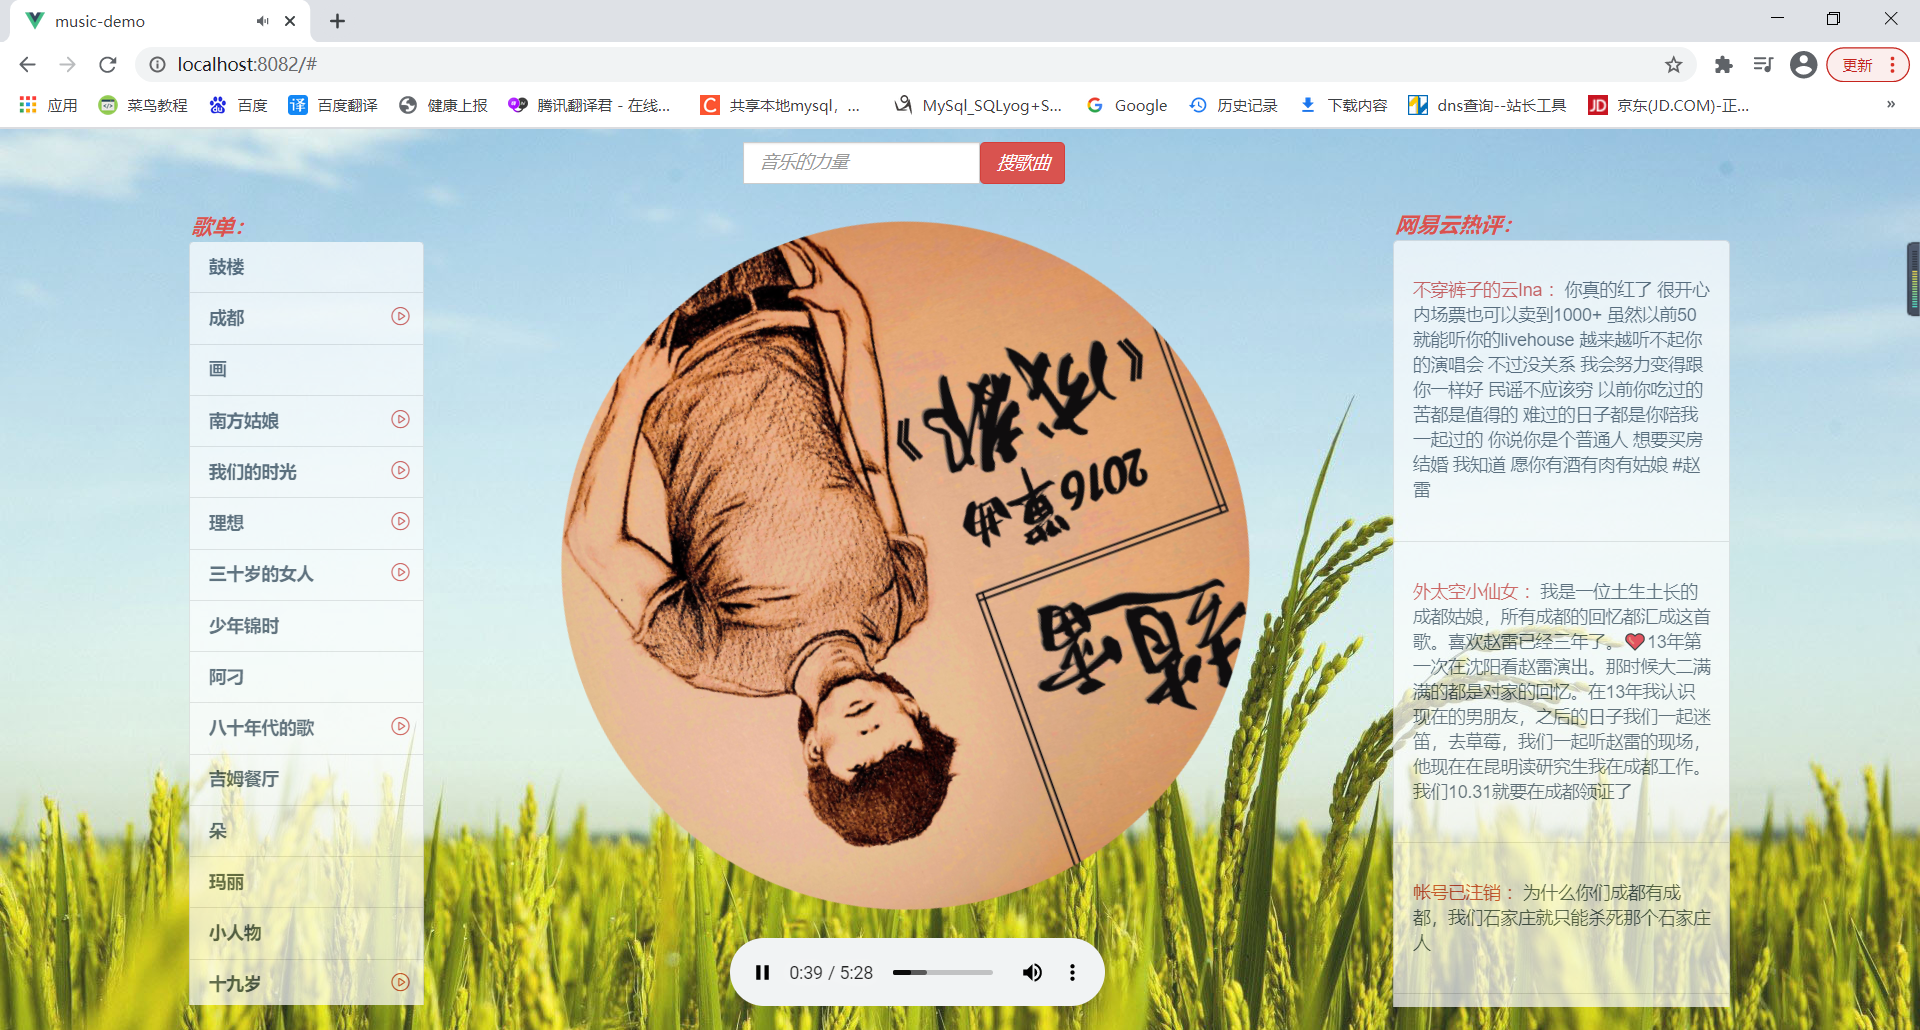 music-demo
localhost:8082/#
更新
应用
菜鸟教程
百度
译
百度翻译
健康上报
腾讯翻译君 - 在线...
C
共享本地mysql，...
MySql_SQLyog+S...
Google
历史记录
下载内容
dns查询--站长工具
JD
京东(JD.COM)-正...
»
音乐的力量
搜歌曲
歌单：
鼓楼
成都
画
南方姑娘
我们的时光
理想
三十岁的女人
少年锦时
阿刁
八十年代的歌
吉姆餐厅
朵
玛丽
小人物
十九岁
赵雷
2016单曲
《成都》
0:39 / 5:28
网易云热评：
不穿裤子的云Ina： 你真的红了 很开心
内场票也可以卖到1000+ 虽然以前50
就能听你的livehouse 越来越听不起你
的演唱会 不过没关系 我会努力变得跟
你一样好 民谣不应该穷 以前你吃过的
苦都是值得的 难过的日子都是你陪我
一起过的 你说你是个普通人 想要买房
结婚 我知道 愿你有酒有肉有姑娘 #赵
雷
外太空小仙女： 我是一位土生土长的
成都姑娘，所有成都的回忆都汇成这首
歌。喜欢赵雷已经三年了。❤️13年第
一次在沈阳看赵雷演出。那时候大二满
满的都是对家的回忆。在13年我认识
现在的男朋友，之后的日子我们一起迷
笛，去草莓，我们一起听赵雷的现场，
他现在在昆明读研究生我在成都工作。
我们10.31就要在成都领证了
帐号已注销： 为什么你们成都有成
都，我们石家庄就只能杀死那个石家庄
人